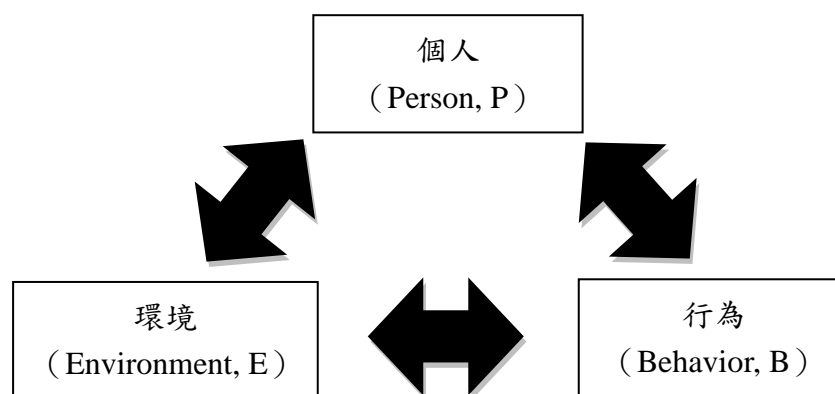 個人
（Person, P）
環境
（Environment, E）
行為
（Behavior, B）